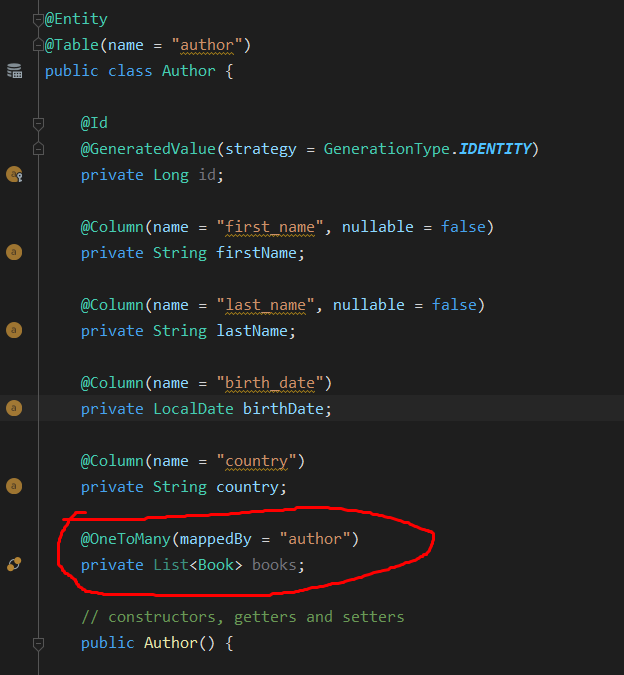 @Entity
@Table(name = "author")
public class Author {
@Id
@GeneratedValue(strategy = GenerationType.IDENTITY)
private Long id;
@Column(name = "first_name", nullable = false)
private String firstName;
@Column(name = "last_name", nullable = false)
private String lastName;
@Column(name = "birth_date")
private LocalDate birthDate;
@Column(name = "country")
private String country;
@OneToMany(mappedBy = "author")
private List<Book> books;
// constructors, getters and setters
public Author() {